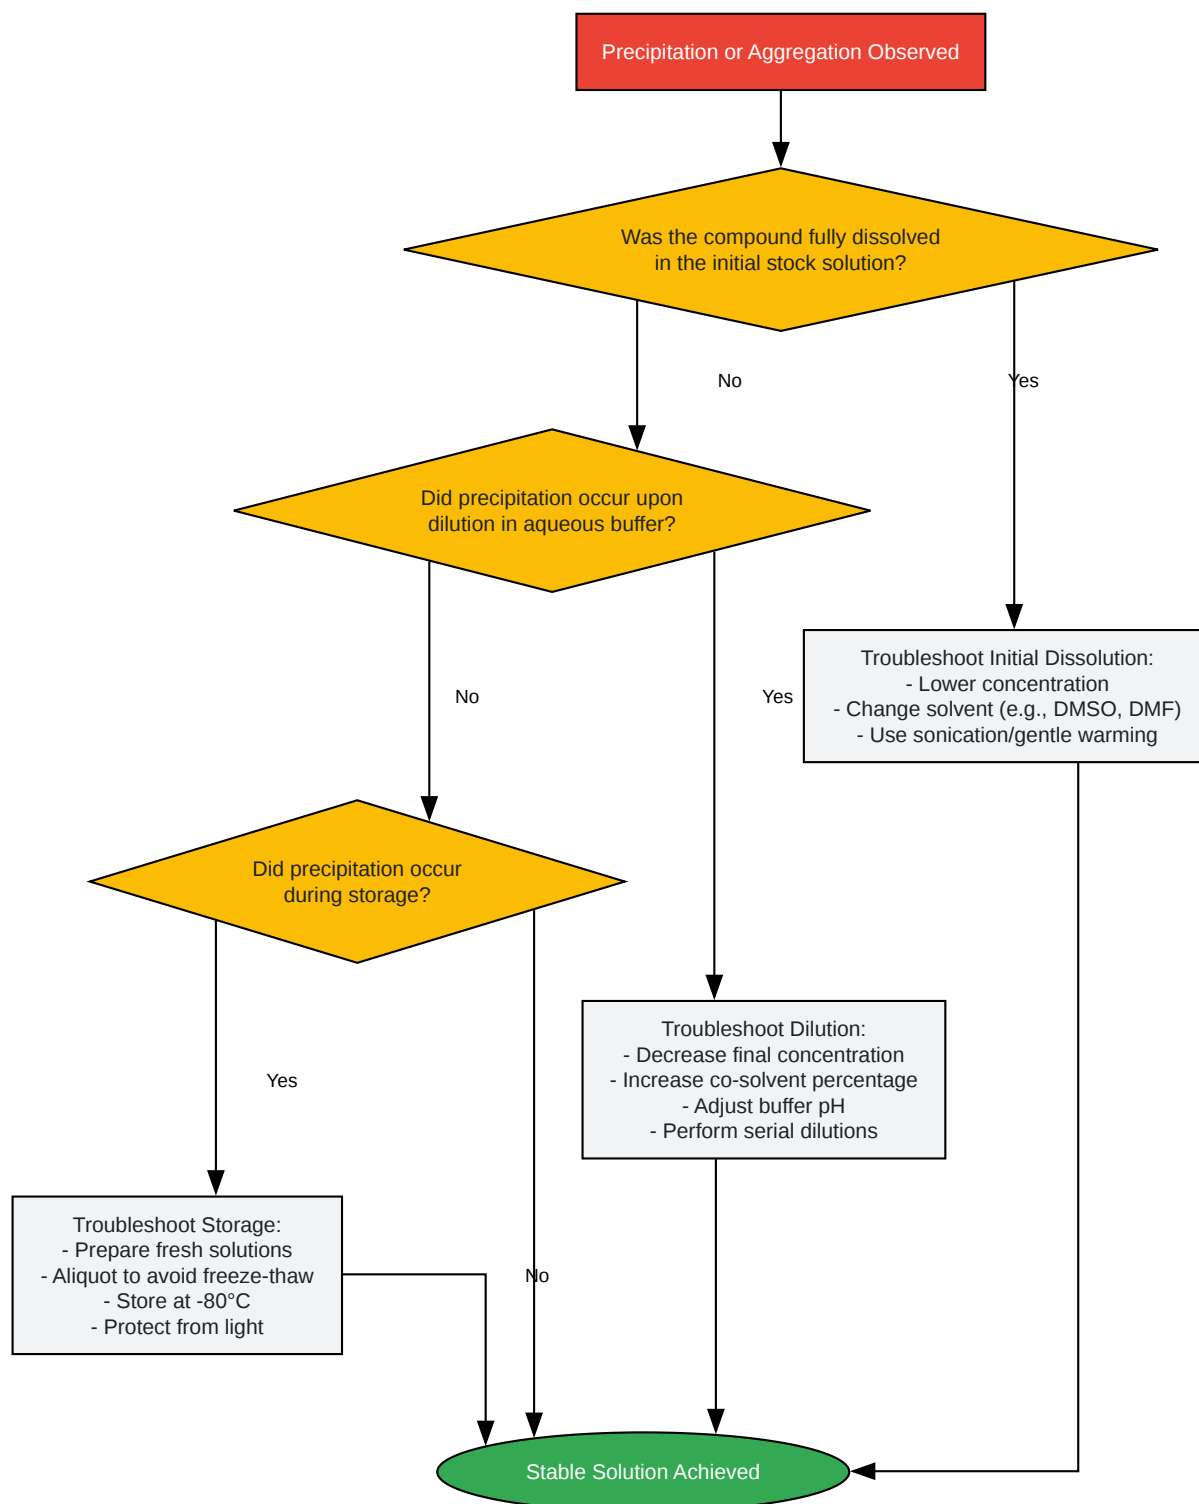 Precipitation or Aggregation Observed
Was the compound fully dissolved
in the initial stock solution?
No
Yes
Did precipitation occur upon
dilution in aqueous buffer?
No
Yes
Troubleshoot Initial Dissolution:
- Lower concentration
- Change solvent (e.g., DMSO, DMF)
- Use sonication/gentle warming
Did precipitation occur
during storage?
Troubleshoot Dilution:
- Decrease final concentration
- Increase co-solvent percentage
- Adjust buffer pH
- Perform serial dilutions
Yes
No
Troubleshoot Storage:
- Prepare fresh solutions
- Aliquot to avoid freeze-thaw
- Store at -80°C
- Protect from light
Stable Solution Achieved